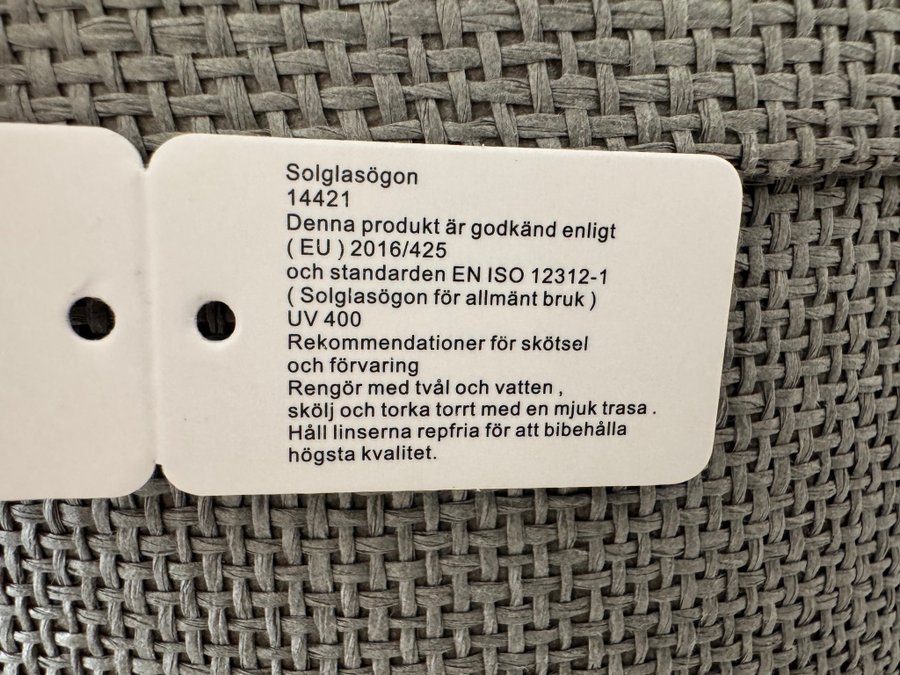 Solglasögon
14421
Denna produkt är godkänd enligt
( EU ) 2016/425
och standarden EN ISO 12312-1
( Solglasögon för allmänt bruk )
UV 400
Rekommendationer för skötsel
och förvaring
Rengör med tvål och vatten ,
skölj och torka torrt med en mjuk trasa .
Håll linserna repfria för att bibehålla
högsta kvalitet.